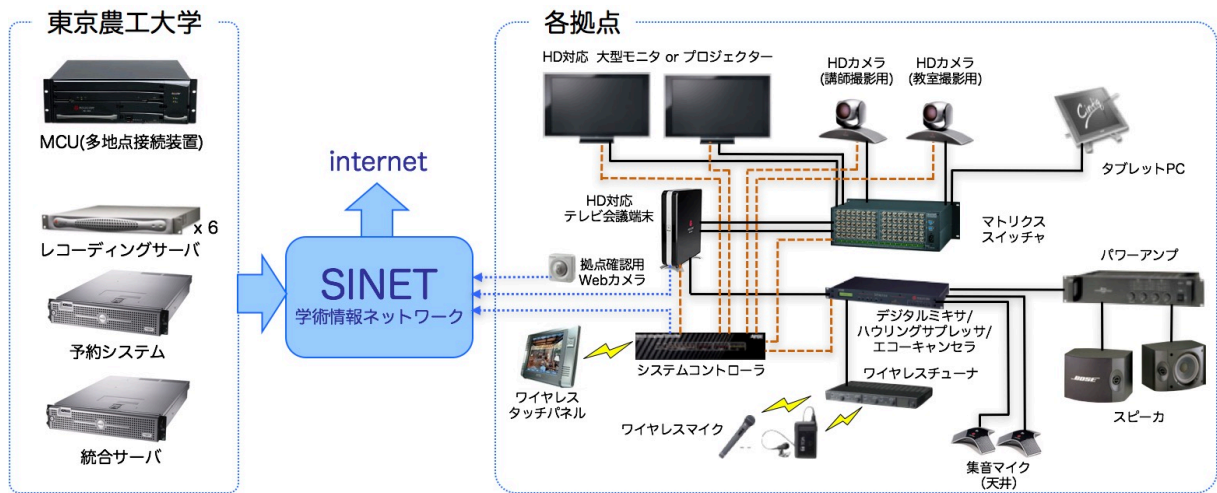 東京農工大学
MCU(多地点接続装置)
x 6
レコーディングサーバ
予約システム
統合サーバ
internet
SINET
学術情報ネットワーク
各拠点
HD対応 大型モニタ or プロジェクター
HDカメラ
(講師撮影用)
HDカメラ
(教室撮影用)
Cintiq
タブレットPC
HD対応
テレビ会議端末
マトリクス
スイッチャ
拠点確認用
Webカメラ
パワーアンプ
デジタルミキサ/
ハウリングサプレッサ/
エコーキャンセラ
システムコントローラ
ワイヤレス
タッチパネル
ワイヤレスチューナ
ワイヤレスマイク
BOSE
スピーカ
集音マイク
(天井)